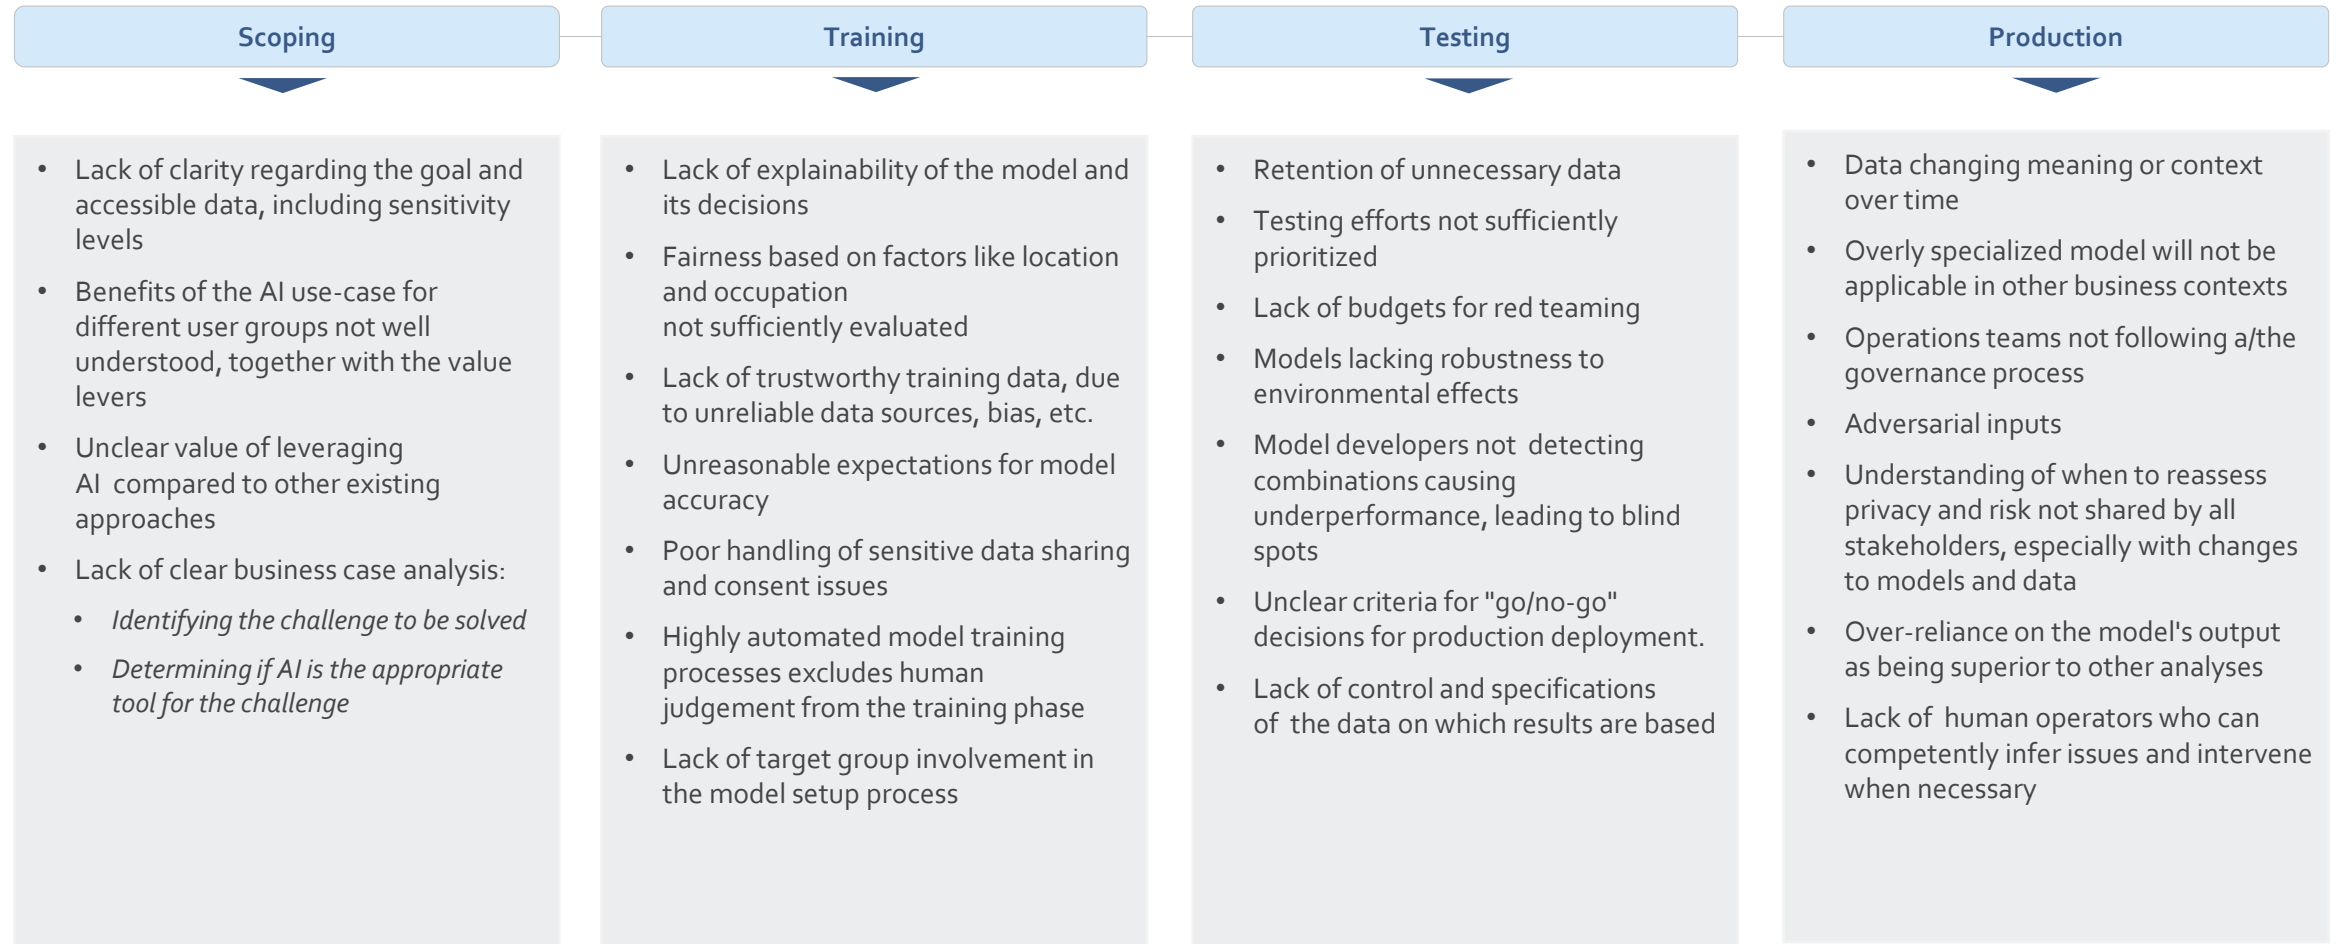 Scoping
Training
Testing
Production
• Lack of clarity regarding the goal and
accessible data, including sensitivity
levels
• Benefits of the AI use-case for
different user groups not well
understood, together with the value
levers
• Unclear value of leveraging
AI  compared to other existing
approaches
• Lack of clear business case analysis:
• Identifying the challenge to be solved
• Determining if AI is the appropriate
tool for the challenge
• Lack of explainability of the model and
its decisions
• Fairness based on factors like location
and occupation
not sufficiently evaluated
• Lack of trustworthy training data, due
to unreliable data sources, bias, etc.
• Unreasonable expectations for model
accuracy
• Poor handling of sensitive data sharing
and consent issues
• Highly automated model training
processes excludes human
judgement from the training phase
• Lack of target group involvement in
the model setup process
• Retention of unnecessary data
• Testing efforts not sufficiently
prioritized
• Lack of budgets for red teaming
• Models lacking robustness to
environmental effects
• Model developers not  detecting
combinations causing
underperformance, leading to blind
spots
• Unclear criteria for "go/no-go"
decisions for production deployment.
• Lack of control and specifications
of  the data on which results are based
• Data changing meaning or context
over time
• Overly specialized model will not be
applicable in other business contexts
• Operations teams not following a/the
governance process
• Adversarial inputs
• Understanding of when to reassess
privacy and risk not shared by all
stakeholders, especially with changes
to models and data
• Over-reliance on the model's output
as being superior to other analyses
• Lack of  human operators who can
competently infer issues and intervene
when necessary